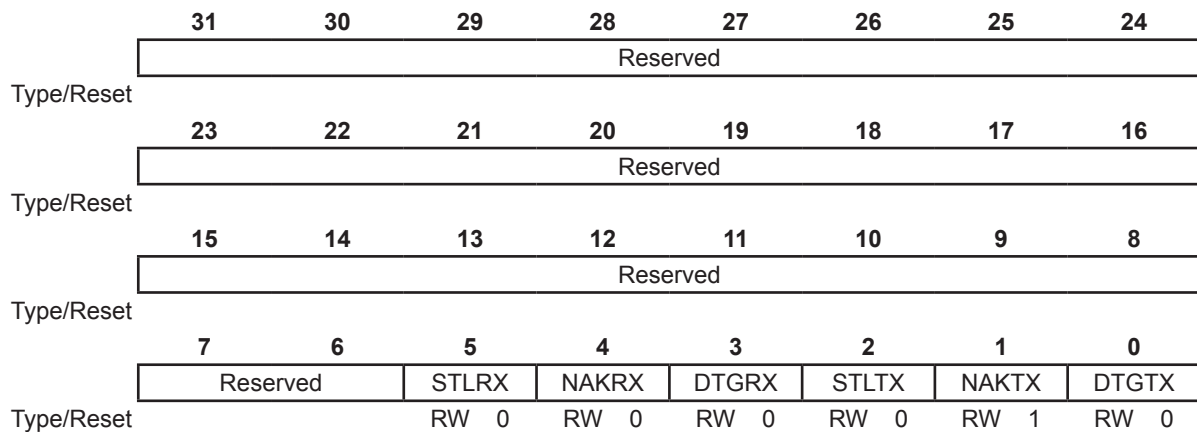 31 30 29 28 27 26 25 24
Reserved
Type/Reset
23 22 21 20 19 18 17 16
Reserved
Type/Reset
15 14 13 12 11 10 9 8
Reserved
Type/Reset
7 6 5 4 3 2 1 0
Reserved STLRX NAKRX DTGRX STLTX NAKTX DTGTX
Type/Reset RW 0 RW 0 RW 0 RW 0 RW 1 RW 0